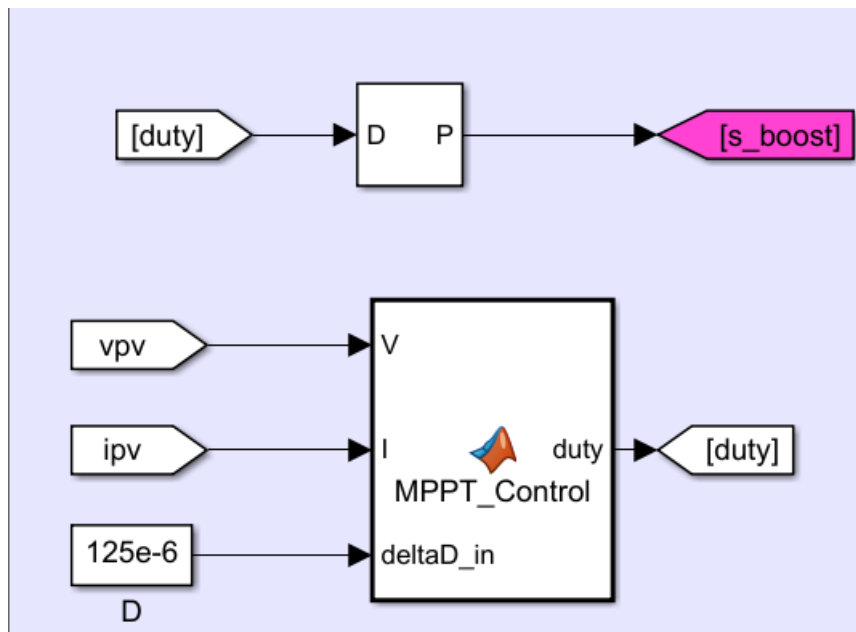 [duty]
D P
[s_boost]
vpv
V
ipv
I
duty
[duty]
MPPT_Control
125e-6
deltaD_in
D